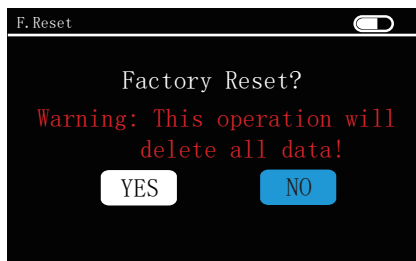 F.Reset
Factory Reset?
Warning: This operation will
delete all data!
YES NO